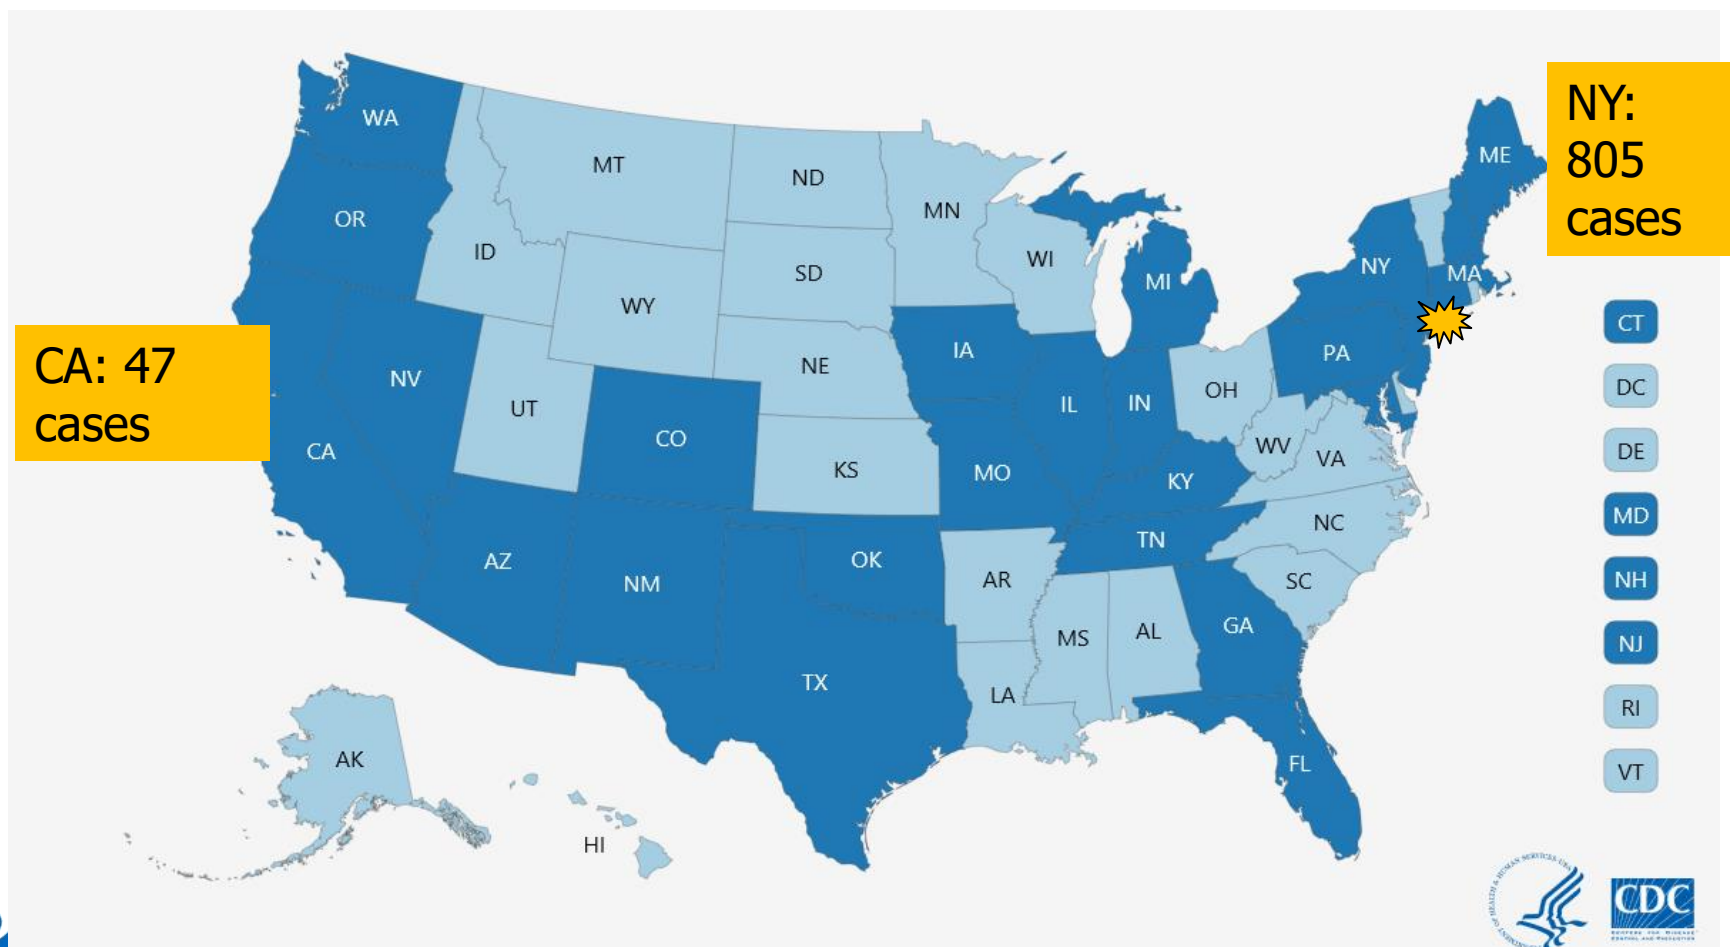 NY:
805
cases
CA: 47
cases
WA
MT
ND
MN
ME
OR
ID
SD
WI
NY
MA
WY
MI
IA
NE
PA
NV
UT
CO
IL
IN
OH
CA
KS
MO
WV
VA
KY
AZ
NM
OK
AR
TN
NC
SC
TX
MS
AL
GA
LA
FL
AK
HI
CT
DC
DE
MD
NH
NJ
RI
VT
CDC